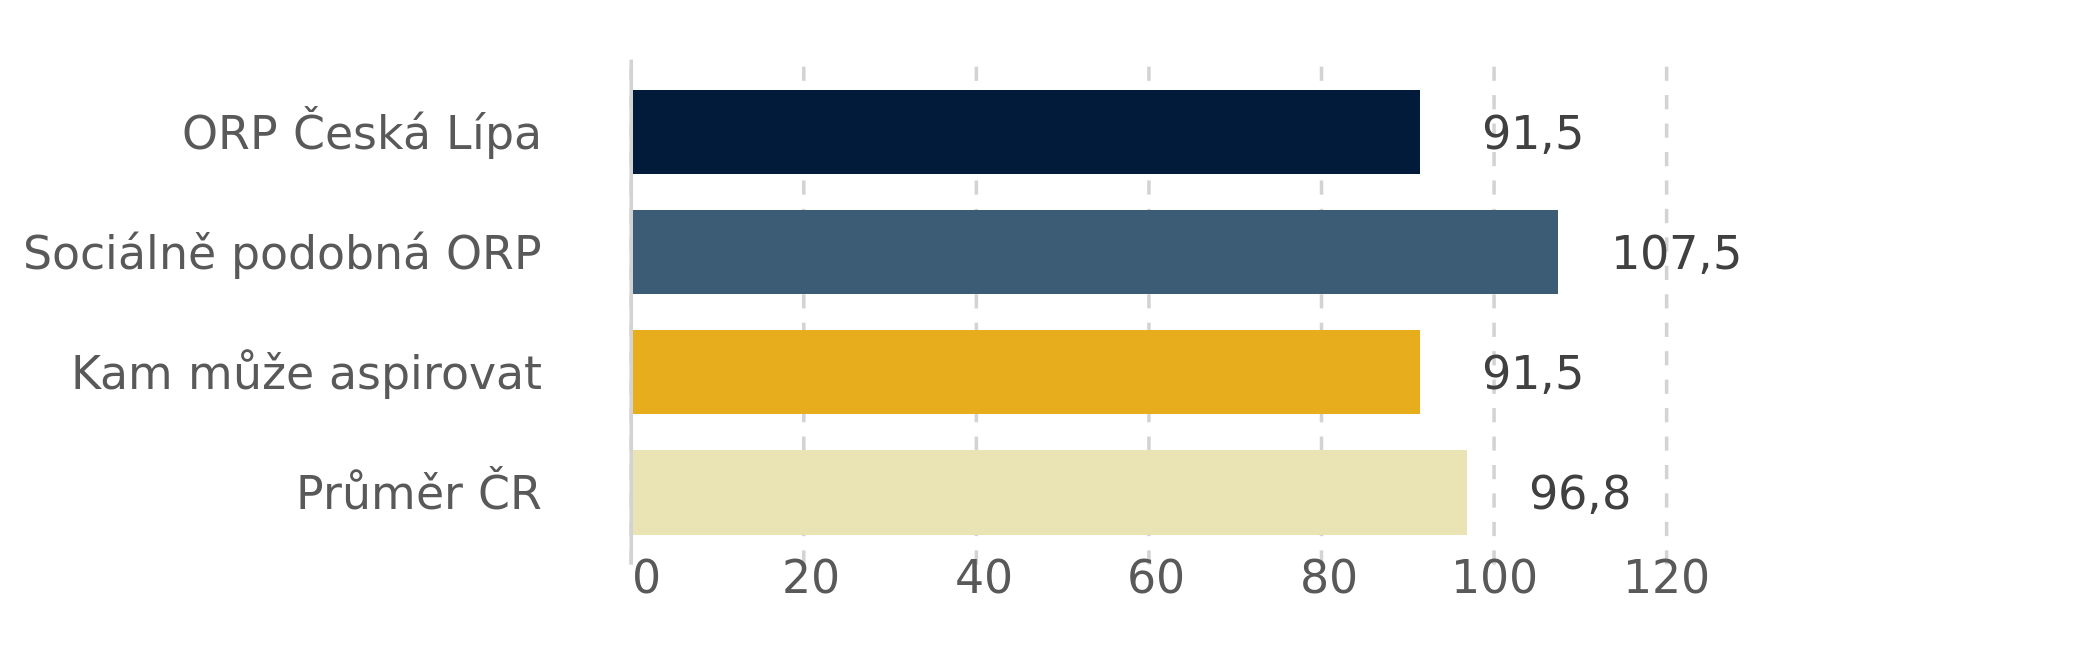 ORP Česká Lípa 91,5
Sociálně podobná ORP 107,5
Kam může aspirovat 91,5
Průměr ČR 96,8
0 20 40 60 80 100 120